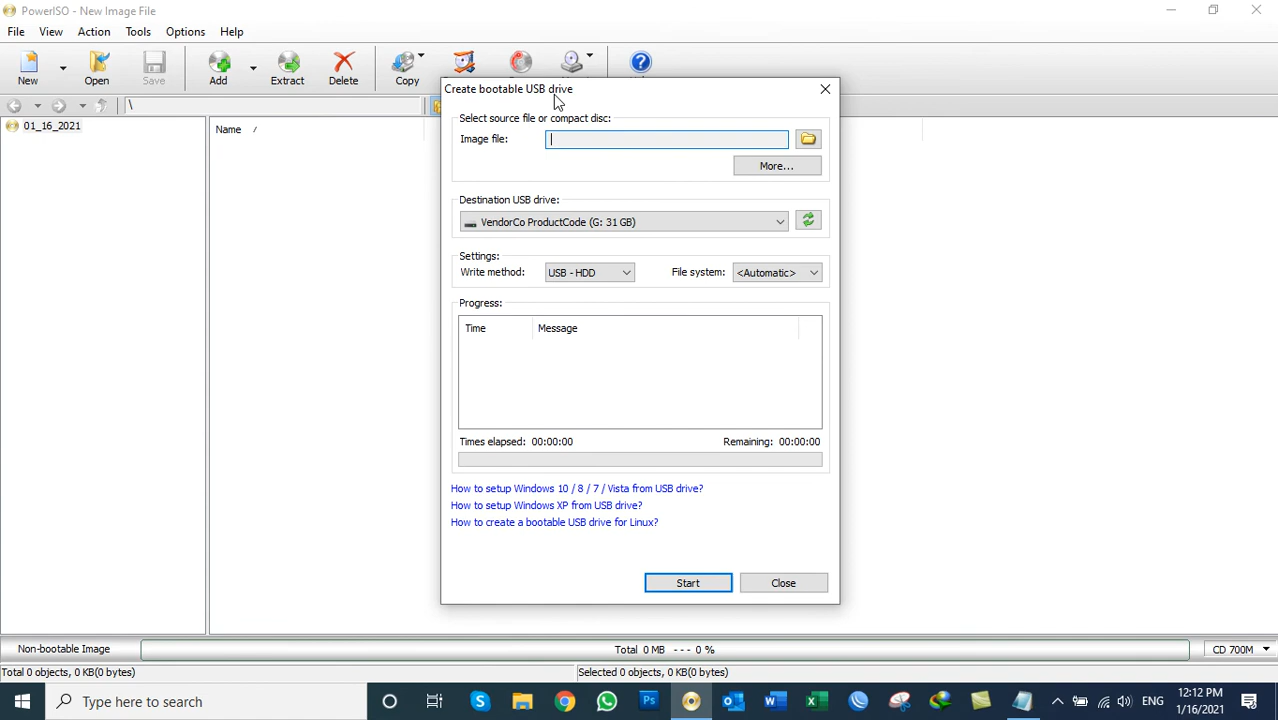 PowerISO - New Image File
File View Action Tools Options Help
New Open Save Add Extract Delete Copy
\
01_16_2021
Name /
Create bootable USB drive
Select source file or compact disc:
Image file:
More...
Destination USB drive:
VendorCo ProductCode (G: 31 GB)
Settings:
Write method: USB - HDD File system: <Automatic>
Progress:
Time Message
Times elapsed: 00:00:00 Remaining: 00:00:00
How to setup Windows 10 / 8 / 7 / Vista from USB drive?
How to setup Windows XP from USB drive?
How to create a bootable USB drive for Linux?
Start Close
Non-bootable Image Total 0 MB --- 0 % CD 700M
Total 0 objects, 0 KB(0 bytes) Selected 0 objects, 0 KB(0 bytes)
Type here to search
Ps
ENG
12:12 PM
1/16/2021